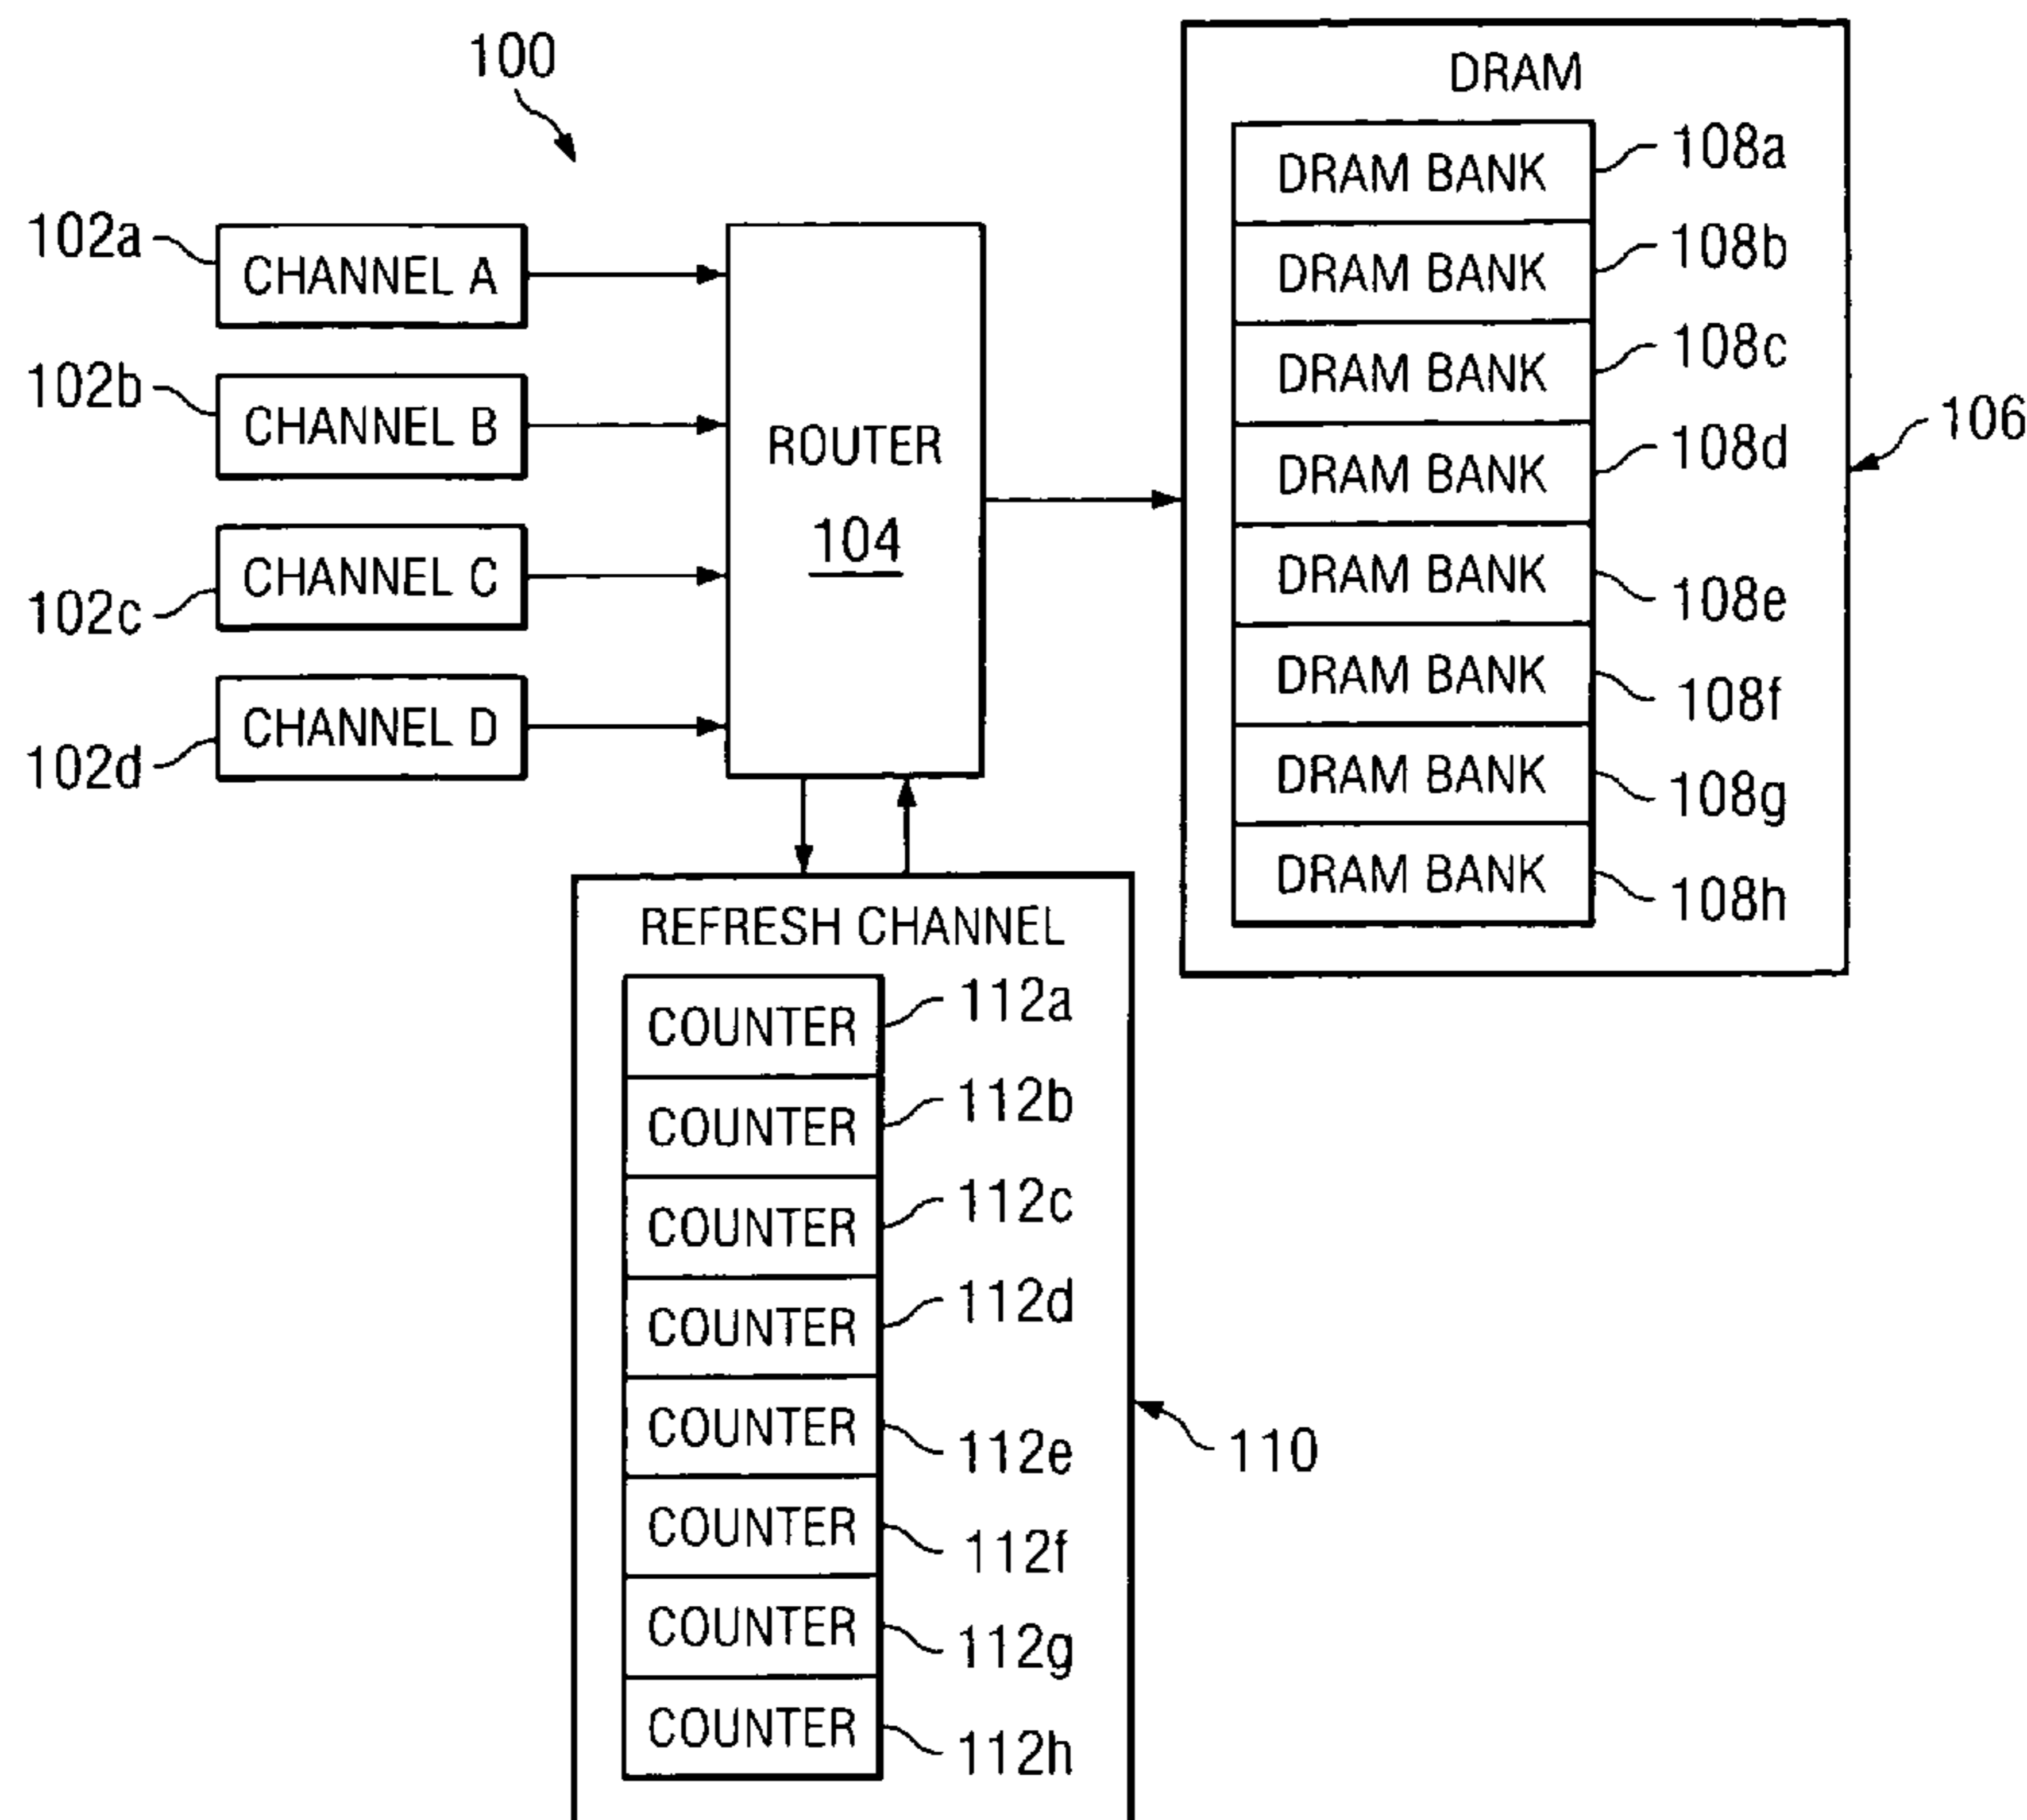 100
102a
CHANNEL A
102b
CHANNEL B
102c
CHANNEL C
102d
CHANNEL D
ROUTER
104
DRAM
DRAM BANK
108a
DRAM BANK
108b
DRAM BANK
108c
DRAM BANK
108d
DRAM BANK
108e
DRAM BANK
108f
DRAM BANK
108g
DRAM BANK
108h
106
REFRESH CHANNEL
COUNTER
112a
COUNTER
112b
COUNTER
112c
COUNTER
112d
COUNTER
112e
COUNTER
112f
COUNTER
112g
COUNTER
112h
110